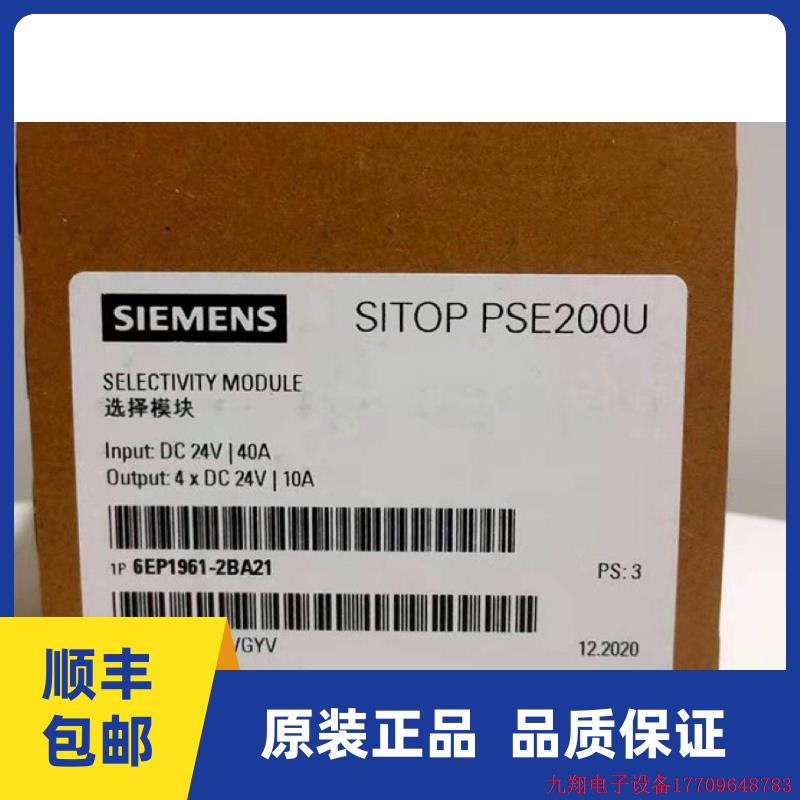 SIEMENS
SITOP PSE200U
SELECTIVITY MODULE
选择模块
Input: DC 24V | 40A
Output: 4 x DC 24V | 10A
1P 6EP1961-2BA21
PS: 3
VGYV
12.2020
顺丰
包邮
原装正品 品质保证
九翔电子设备17709648783